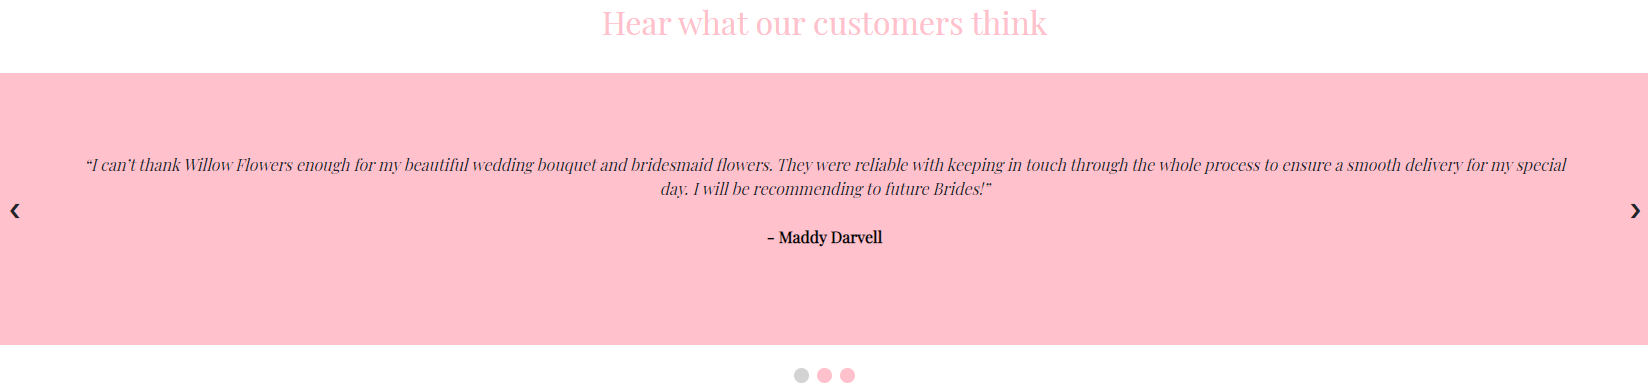 Hear what our customers think
“I can’t thank Willow Flowers enough for my beautiful wedding bouquet and bridesmaid flowers. They were reliable with keeping in touch through the whole process to ensure a smooth delivery for my special
day. I will be recommending to future Brides!”
❮
❯
- Maddy Darvell